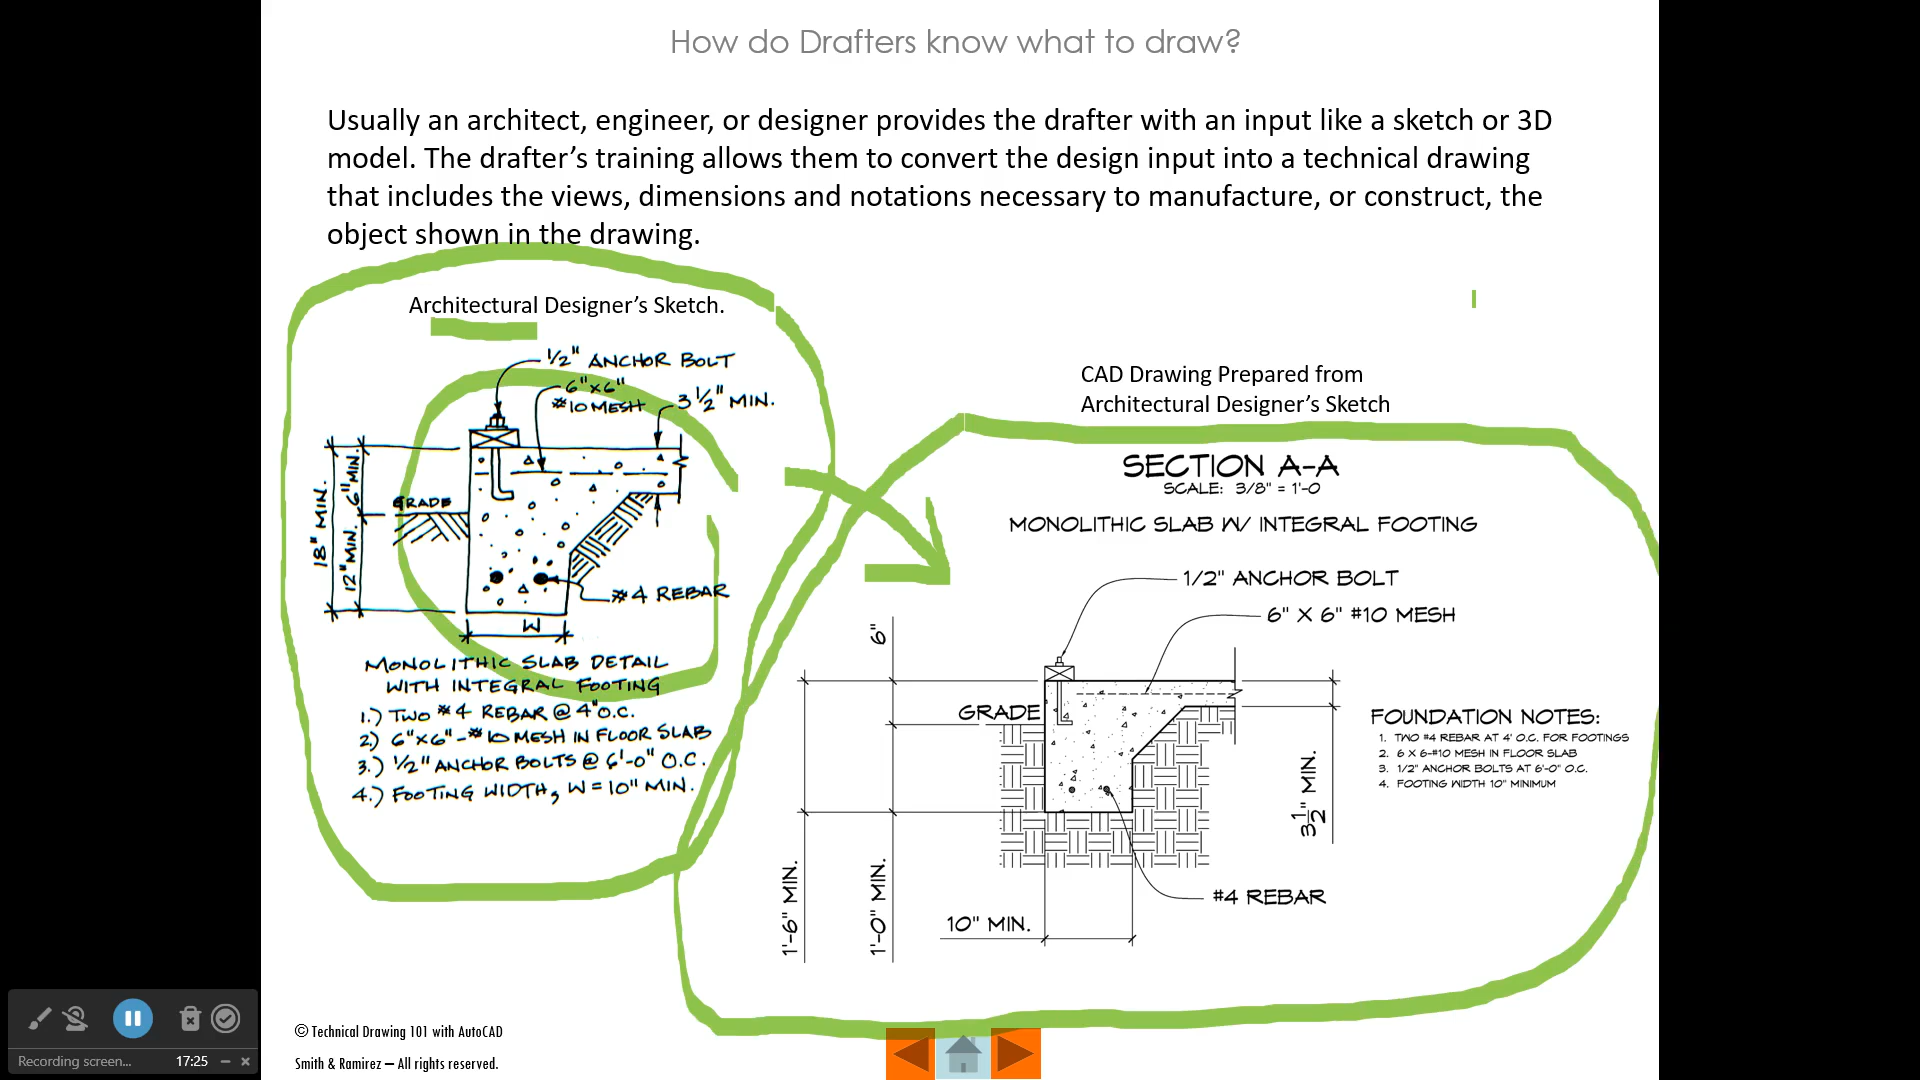 How do Drafters know what to draw?
Usually an architect, engineer, or designer provides the drafter with an input like a sketch or 3D
model. The drafter's training allows them to convert the design input into a technical drawing
that includes the views, dimensions and notations necessary to manufacture, or construct, the
object shown in the drawing.
Architectural Designer's Sketch.
1/2" ANCHOR BOLT
6"x6"
#10 MESH
3 1/2" MIN.
18" MIN.
6" MIN.
12" MIN.
GRADE
#4 REBAR
W
MONOLITHIC SLAB DETAIL
WITH INTEGRAL FOOTING
1.) TWO #4 REBAR @ 4" O.C.
2.) 6"x6"-#10 MESH IN FLOOR SLAB
3.) 1/2" ANCHOR BOLTS @ 6'-0" O.C.
4.) FOOTING WIDTH, W = 10" MIN.
CAD Drawing Prepared from
Architectural Designer's Sketch
SECTION A-A
SCALE: 3/8" = 1'-0
MONOLITHIC SLAB W/ INTEGRAL FOOTING
1/2" ANCHOR BOLT
6" X 6" #10 MESH
6"
GRADE
1'-6" MIN.
1'-0" MIN.
10" MIN.
3 1/2" MIN.
#4 REBAR
FOUNDATION NOTES:
1. TWO #4 REBAR AT 4' O.C. FOR FOOTINGS
2. 6 X 6-#10 MESH IN FLOOR SLAB
3. 1/2" ANCHOR BOLTS AT 6'-0" O.C.
4. FOOTING WIDTH 10" MINIMUM
© Technical Drawing 101 with AutoCAD
Smith & Ramirez – All rights reserved.
Recording screen...
17:25